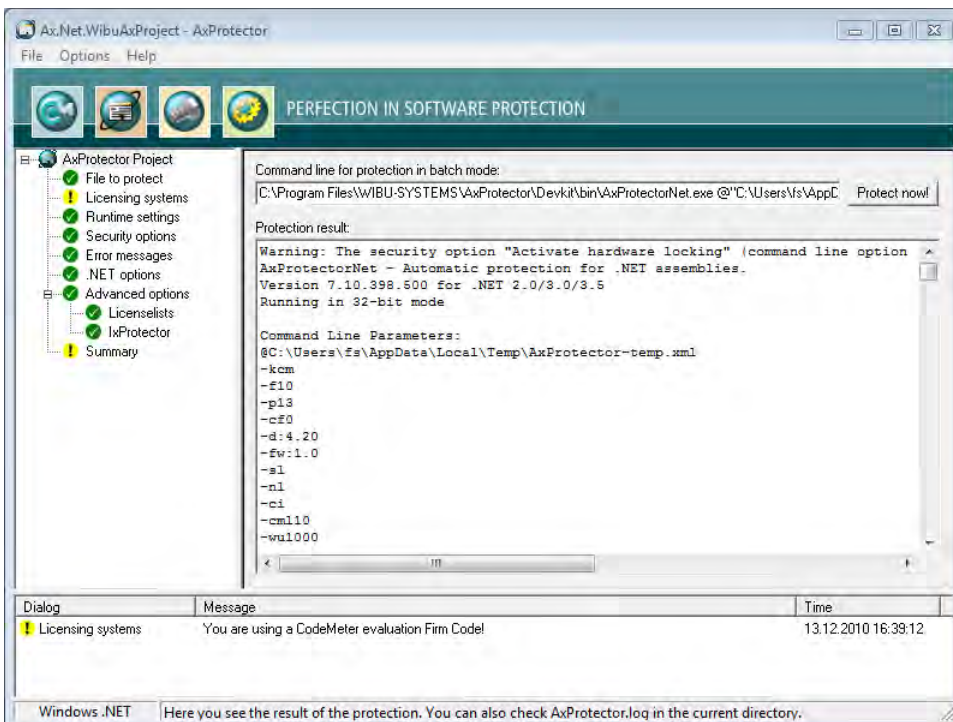 Ax.Net.WibuAxProject - AxProtector
File Options Help
PERFECTION IN SOFTWARE PROTECTION
AxProtector Project
File to protect
Licensing systems
Runtime settings
Security options
Error messages
.NET options
Advanced options
Licenselists
IxProtector
Summary
Command line for protection in batch mode:
C:\Program Files\WIBU-SYSTEMS\AxProtector\Devkit\bin\AxProtectorNet.exe @"C:\Users\fs\AppD
Protect now!
Protection result:
Warning: The security option "Activate hardware locking" (command line option
AxProtectorNet - Automatic protection for .NET assemblies.
Version 7.10.398.500 for .NET 2.0/3.0/3.5
Running in 32-bit mode
Command Line Parameters:
@C:\Users\fs\AppData\Local\Temp\AxProtector-temp.xml
-kcm
-f10
-p13
-cf0
-d:4.20
-fw:1.0
-sl
-nl
-ci
-cml10
-wu1000
Dialog Message Time
Licensing systems You are using a CodeMeter evaluation Firm Code! 13.12.2010 16:39:12
Windows .NET Here you see the result of the protection. You can also check AxProtector.log in the current directory.